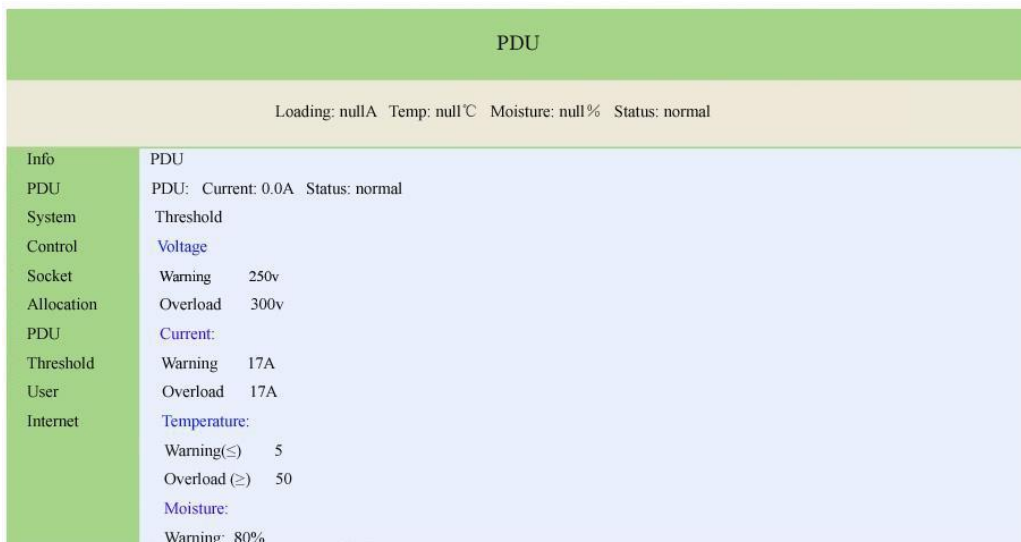 PDU
Loading: nullA Temp: null℃ Moisture: null% Status: normal
Info
PDU
System
Control
Socket
Allocation
PDU
Threshold
User
Internet
PDU
PDU: Current: 0.0A Status: normal
Threshold
Voltage
Warning 250v
Overload 300v
Current:
Warning 17A
Overload 17A
Temperature:
Warning(≤) 5
Overload (≥) 50
Moisture:
Warning: 80%